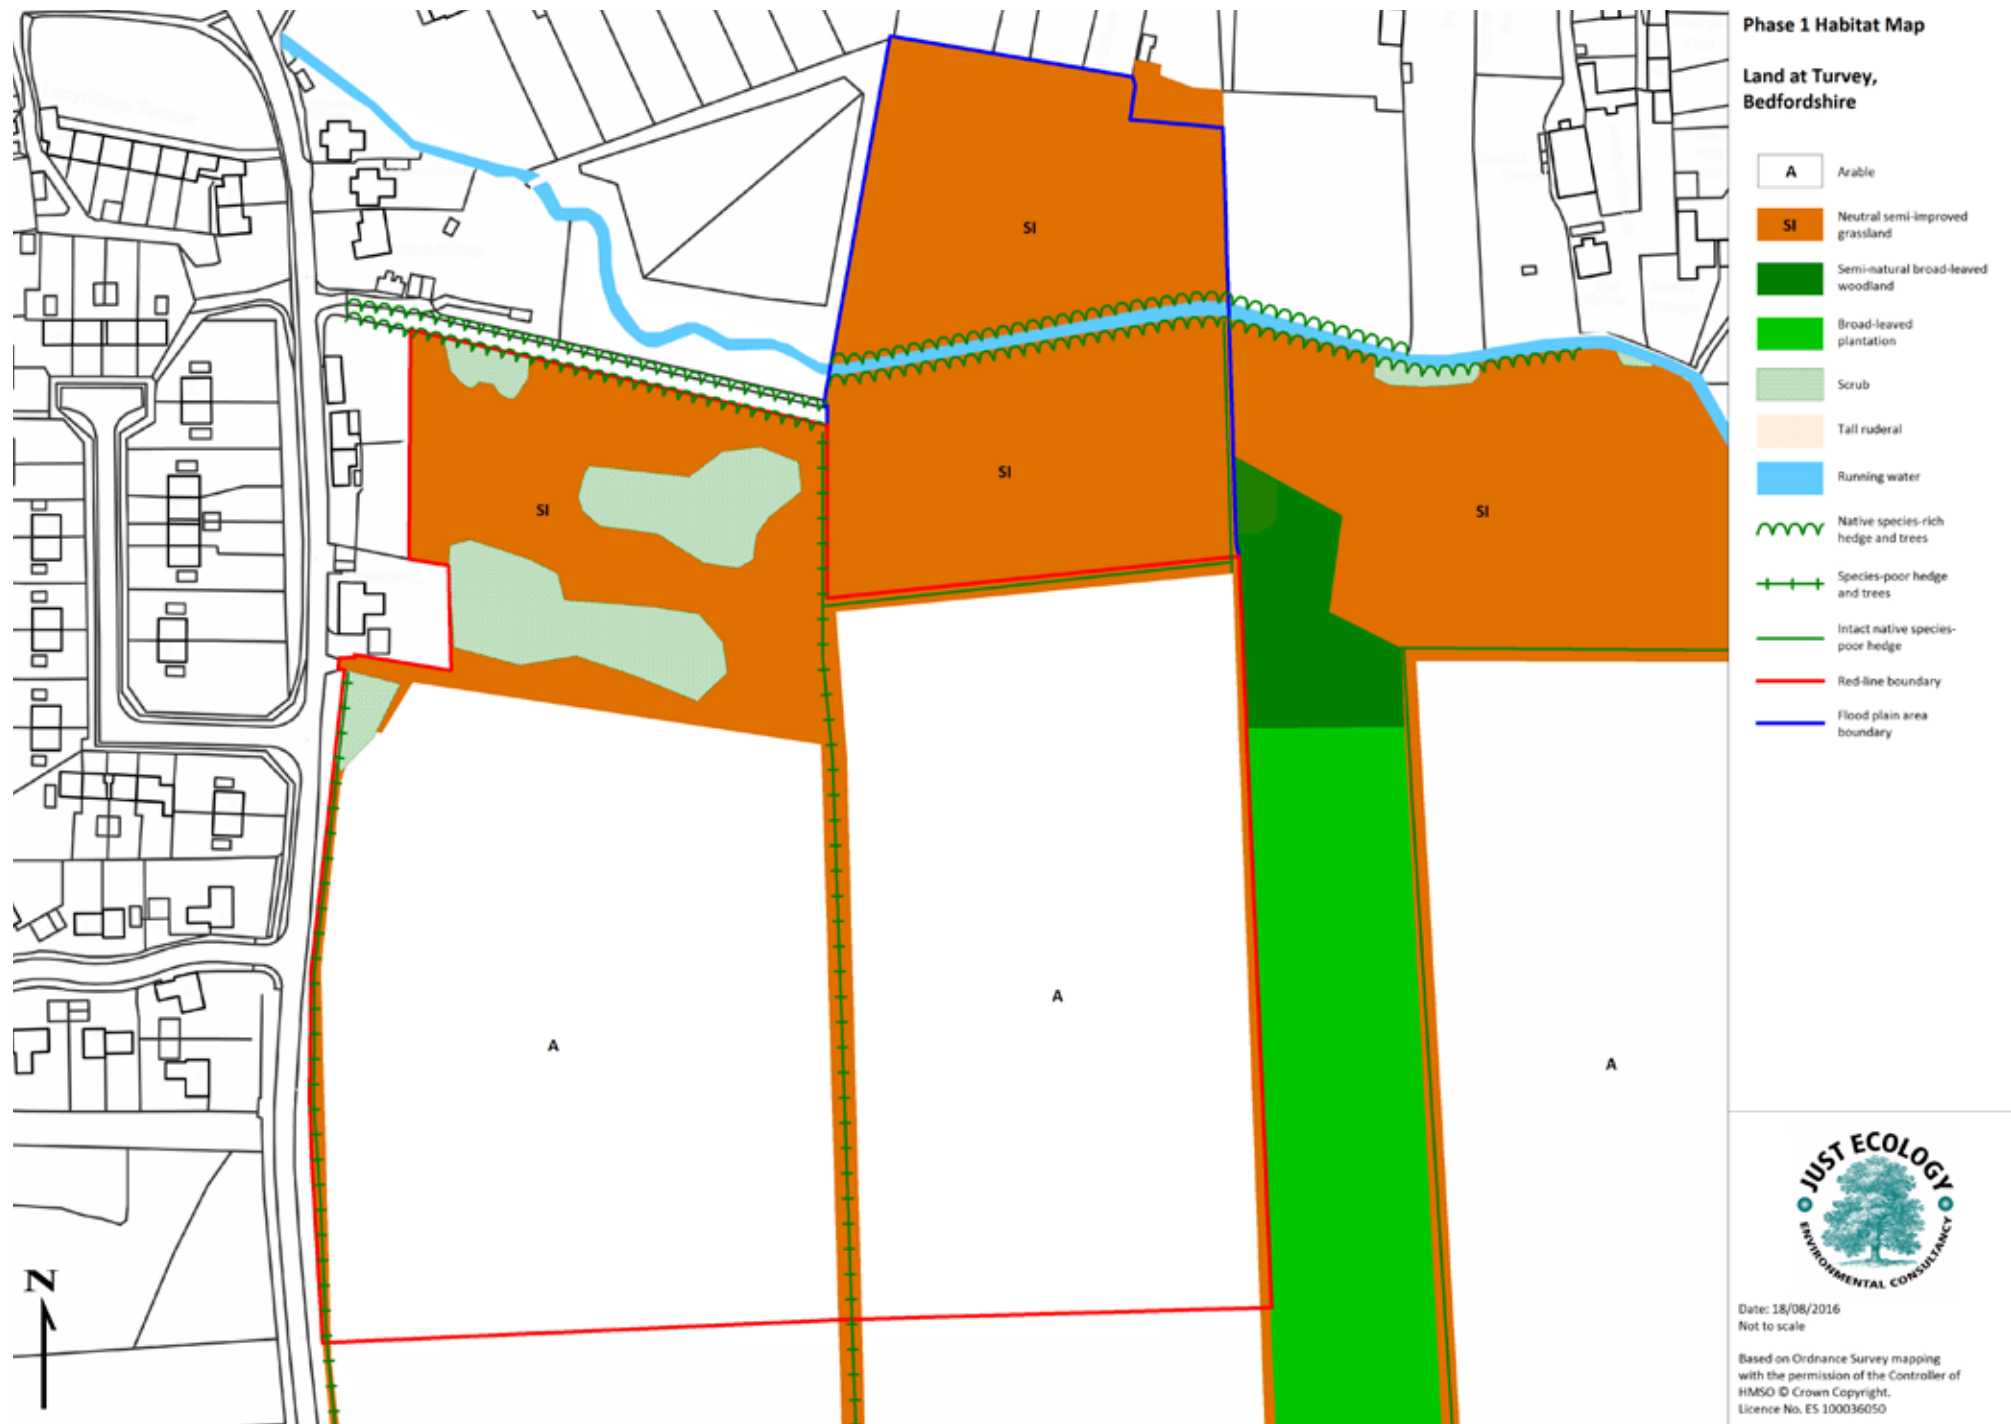 Phase 1 Habitat Map
Land at Turvey,
Bedfordshire
A
Arable
SI
Neutral semi-improved
grassland
Semi-natural broad-leaved
woodland
Broad-leaved
plantation
Scrub
Tall ruderal
Running water
Native species-rich
hedge and trees
Species-poor hedge
and trees
Intact native species-
poor hedge
Red-line boundary
Flood plain area
boundary
SI
SI
SI
SI
A
A
A
N
JUST ECOLOGY
ENVIRONMENTAL CONSULTANCY
Date: 18/08/2016
Not to scale
Based on Ordnance Survey mapping
with the permission of the Controller of
HMSO © Crown Copyright.
Licence No. ES 100036050